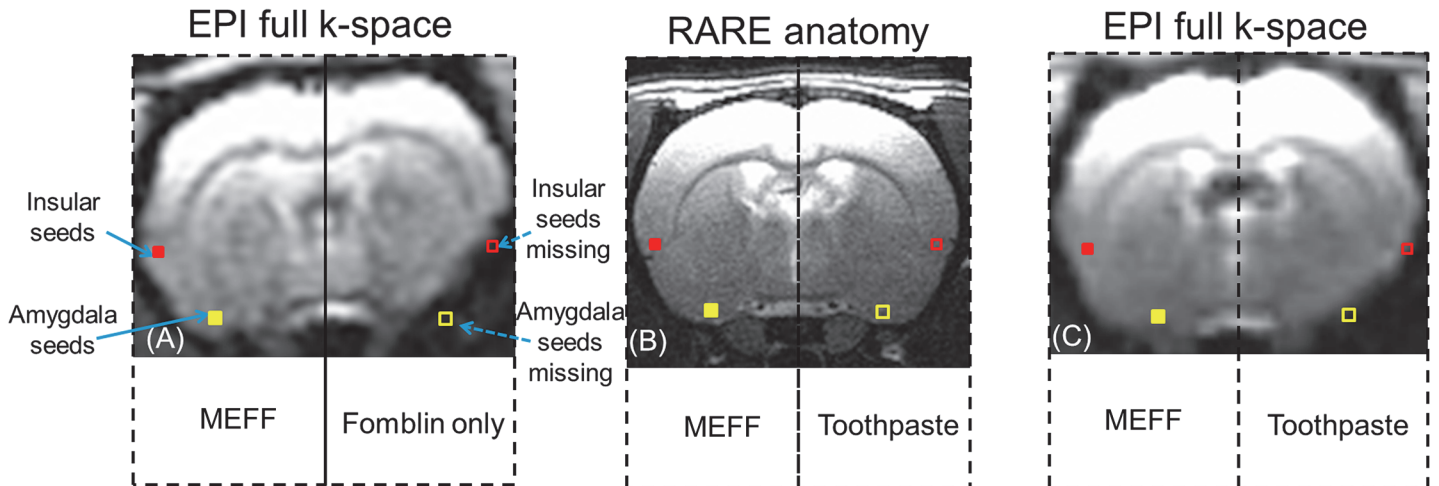 EPI full k-space
RARE anatomy
EPI full k-space
Insular
seeds
Amygdala
seeds
(A)
Insular
seeds
missing
Amygdala
seeds
missing
(B)
(C)
MEFF
Fomblin only
MEFF
Toothpaste
MEFF
Toothpaste